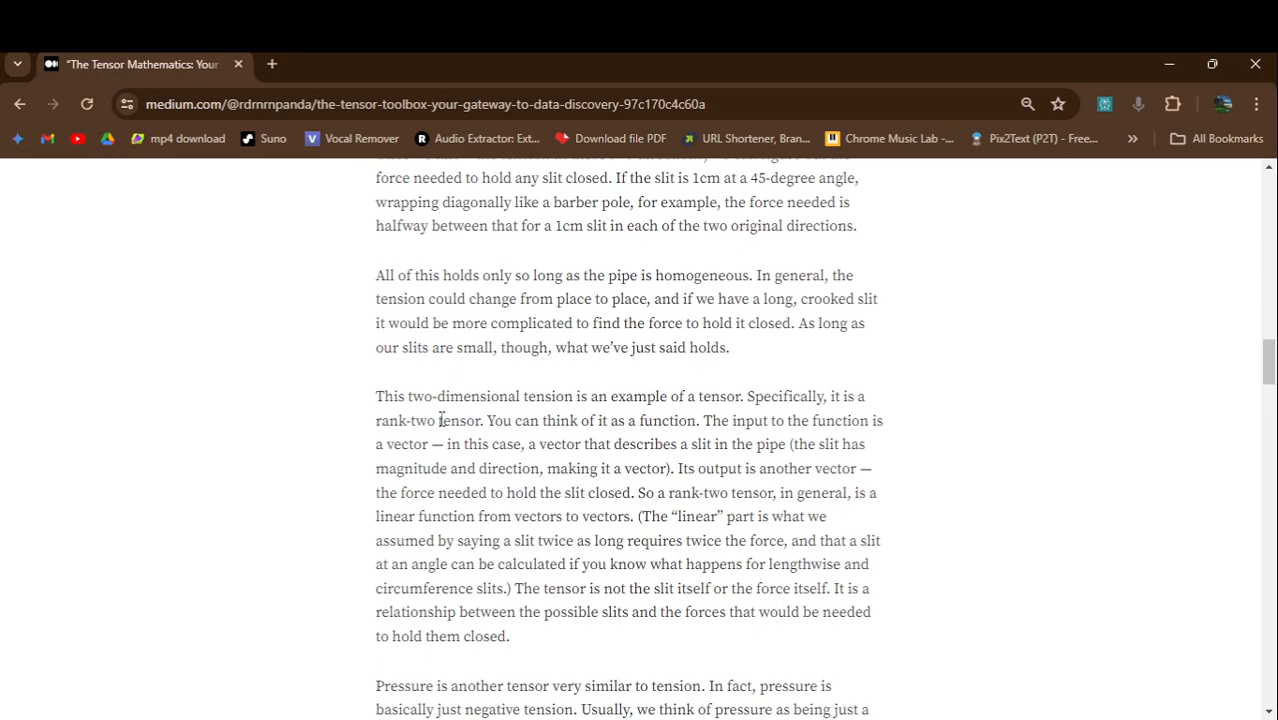 "The Tensor Mathematics: Your
medium.com/@rdrnrnpanda/the-tensor-toolbox-your-gateway-to-data-discovery-97c170c4c60a
mp4 download
Suno
Vocal Remover
Audio Extractor: Ext...
Download file PDF
URL Shortener, Bran...
Chrome Music Lab -...
Pix2Text (P2T) - Free...
All Bookmarks
force needed to hold any slit closed. If the slit is 1cm at a 45-degree angle,
wrapping diagonally like a barber pole, for example, the force needed is
halfway between that for a 1cm slit in each of the two original directions.
All of this holds only so long as the pipe is homogeneous. In general, the
tension could change from place to place, and if we have a long, crooked slit
it would be more complicated to find the force to hold it closed. As long as
our slits are small, though, what we’ve just said holds.
This two-dimensional tension is an example of a tensor. Specifically, it is a
rank-two tensor. You can think of it as a function. The input to the function is
a vector — in this case, a vector that describes a slit in the pipe (the slit has
magnitude and direction, making it a vector). Its output is another vector —
the force needed to hold the slit closed. So a rank-two tensor, in general, is a
linear function from vectors to vectors. (The “linear” part is what we
assumed by saying a slit twice as long requires twice the force, and that a slit
at an angle can be calculated if you know what happens for lengthwise and
circumference slits.) The tensor is not the slit itself or the force itself. It is a
relationship between the possible slits and the forces that would be needed
to hold them closed.
Pressure is another tensor very similar to tension. In fact, pressure is
basically just negative tension. Usually, we think of pressure as being just a